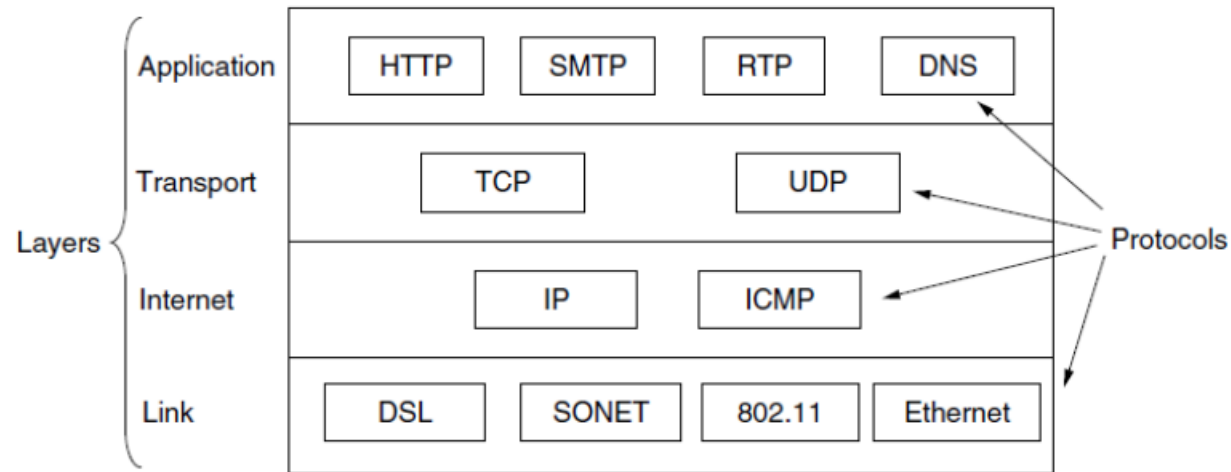 Application HTTP SMTP RTP DNS
Transport TCP UDP
Layers Protocols
Internet IP ICMP
Link DSL SONET 802.11 Ethernet